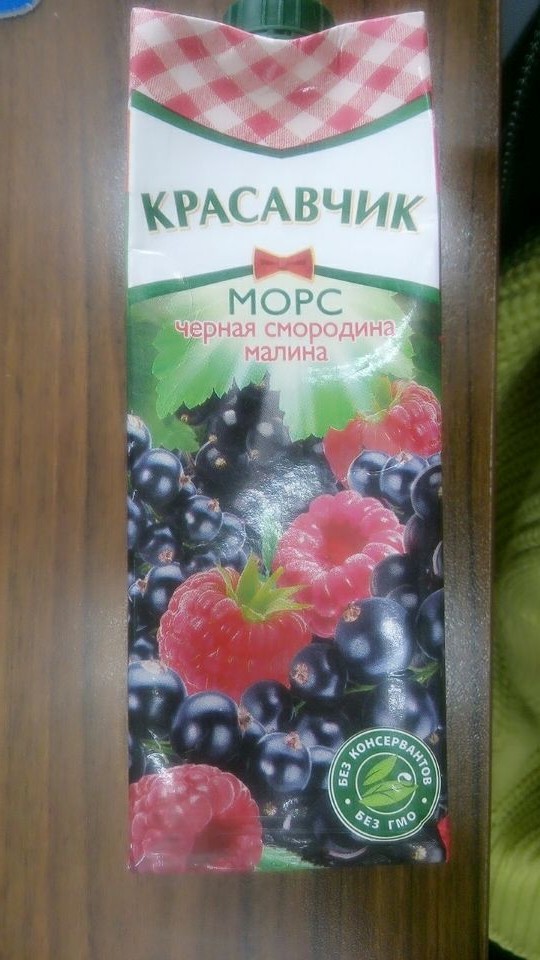 КРАСАВЧИК
МОРС
черная смородина
малина
БЕЗ КОНСЕРВАНТОВ
БЕЗ ГМО